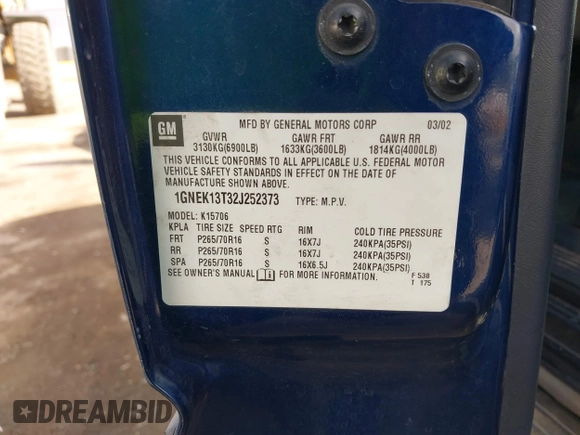 GM
MFD BY GENERAL MOTORS CORP 03/02
GVWR GAWR FRT GAWR RR
3130KG(6900LB) 1633KG(3600LB) 1814KG(4000LB)
THIS VEHICLE CONFORMS TO ALL APPLICABLE U.S. FEDERAL MOTOR
VEHICLE SAFETY STANDARDS IN EFFECT ON THE DATE OF
MANUFACTURE SHOWN ABOVE.
1GNEK13T32J252373 TYPE: M.P.V.
MODEL: K15706
KPLA TIRE SIZE SPEED RTG RIM COLD TIRE PRESSURE
FRT P265/70R16 S 16X7J 240KPA(35PSI)
RR P265/70R16 S 16X7J 240KPA(35PSI)
SPA P265/70R16 S 16X6.5J 240KPA(35PSI)
SEE OWNER'S MANUAL FOR MORE INFORMATION.
F 538
T 175
DREAMBID